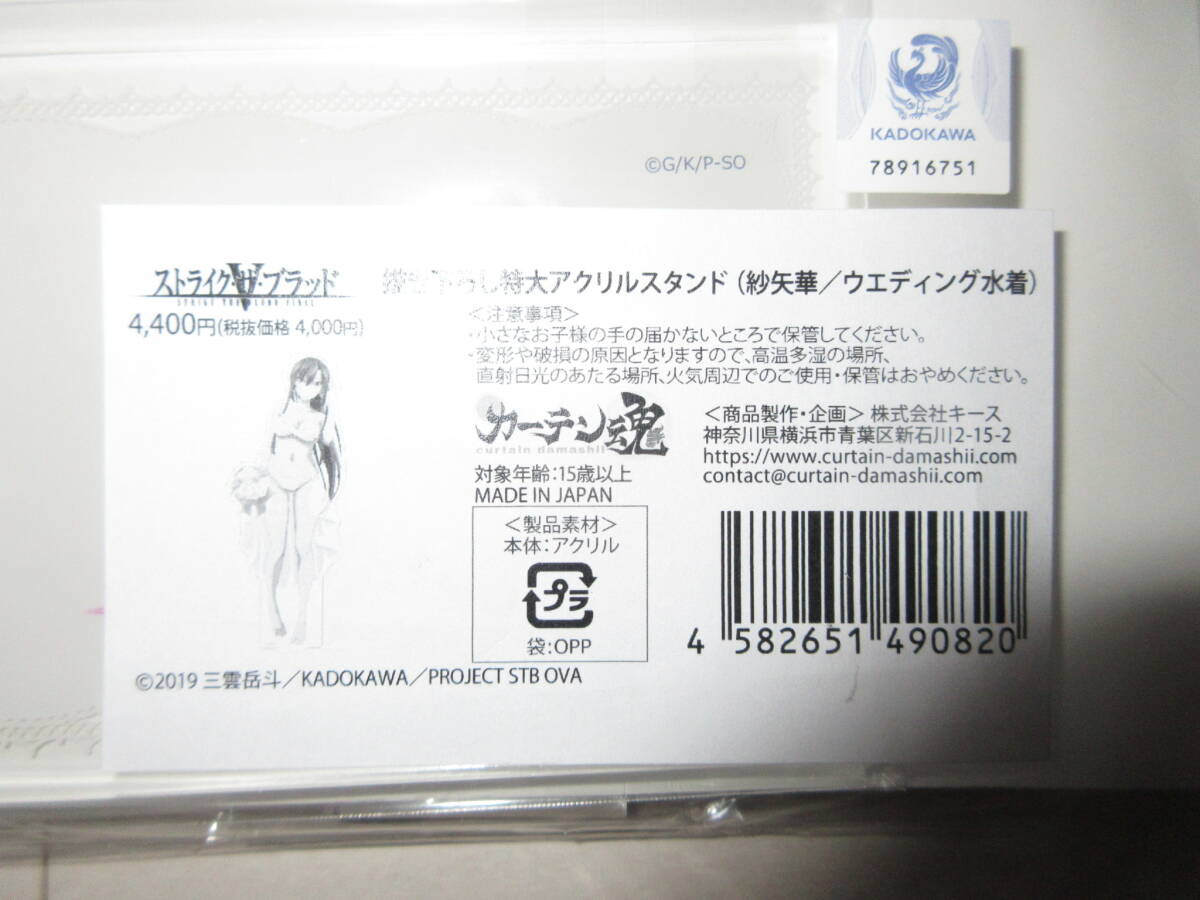 KADOKAWA
78916751
©G/K/P-SO
ストライク・ザ・ブラッド
V
STRIKE THE BLOOD FINAL
4,400円(税抜価格 4,000円)
描き下ろし特大アクリルスタンド（紗矢華／ウエディング水着）
＜注意事項＞
・小さなお子様の手の届かないところで保管してください。
・変形や破損の原因となりますので、高温多湿の場所、
直射日光のあたる場所、火気周辺でのご使用・保管はおやめください。
カーテン魂
curtain damashii
対象年齢：15歳以上
MADE IN JAPAN
＜商品製作・企画＞ 株式会社キース
神奈川県横浜市青葉区新石川2-15-2
https://www.curtain-damashii.com
contact@curtain-damashii.com
＜製品素材＞
本体：アクリル
プラ
袋：OPP
4 582651 490820
©2019 三雲岳斗／KADOKAWA／PROJECT STB OVA